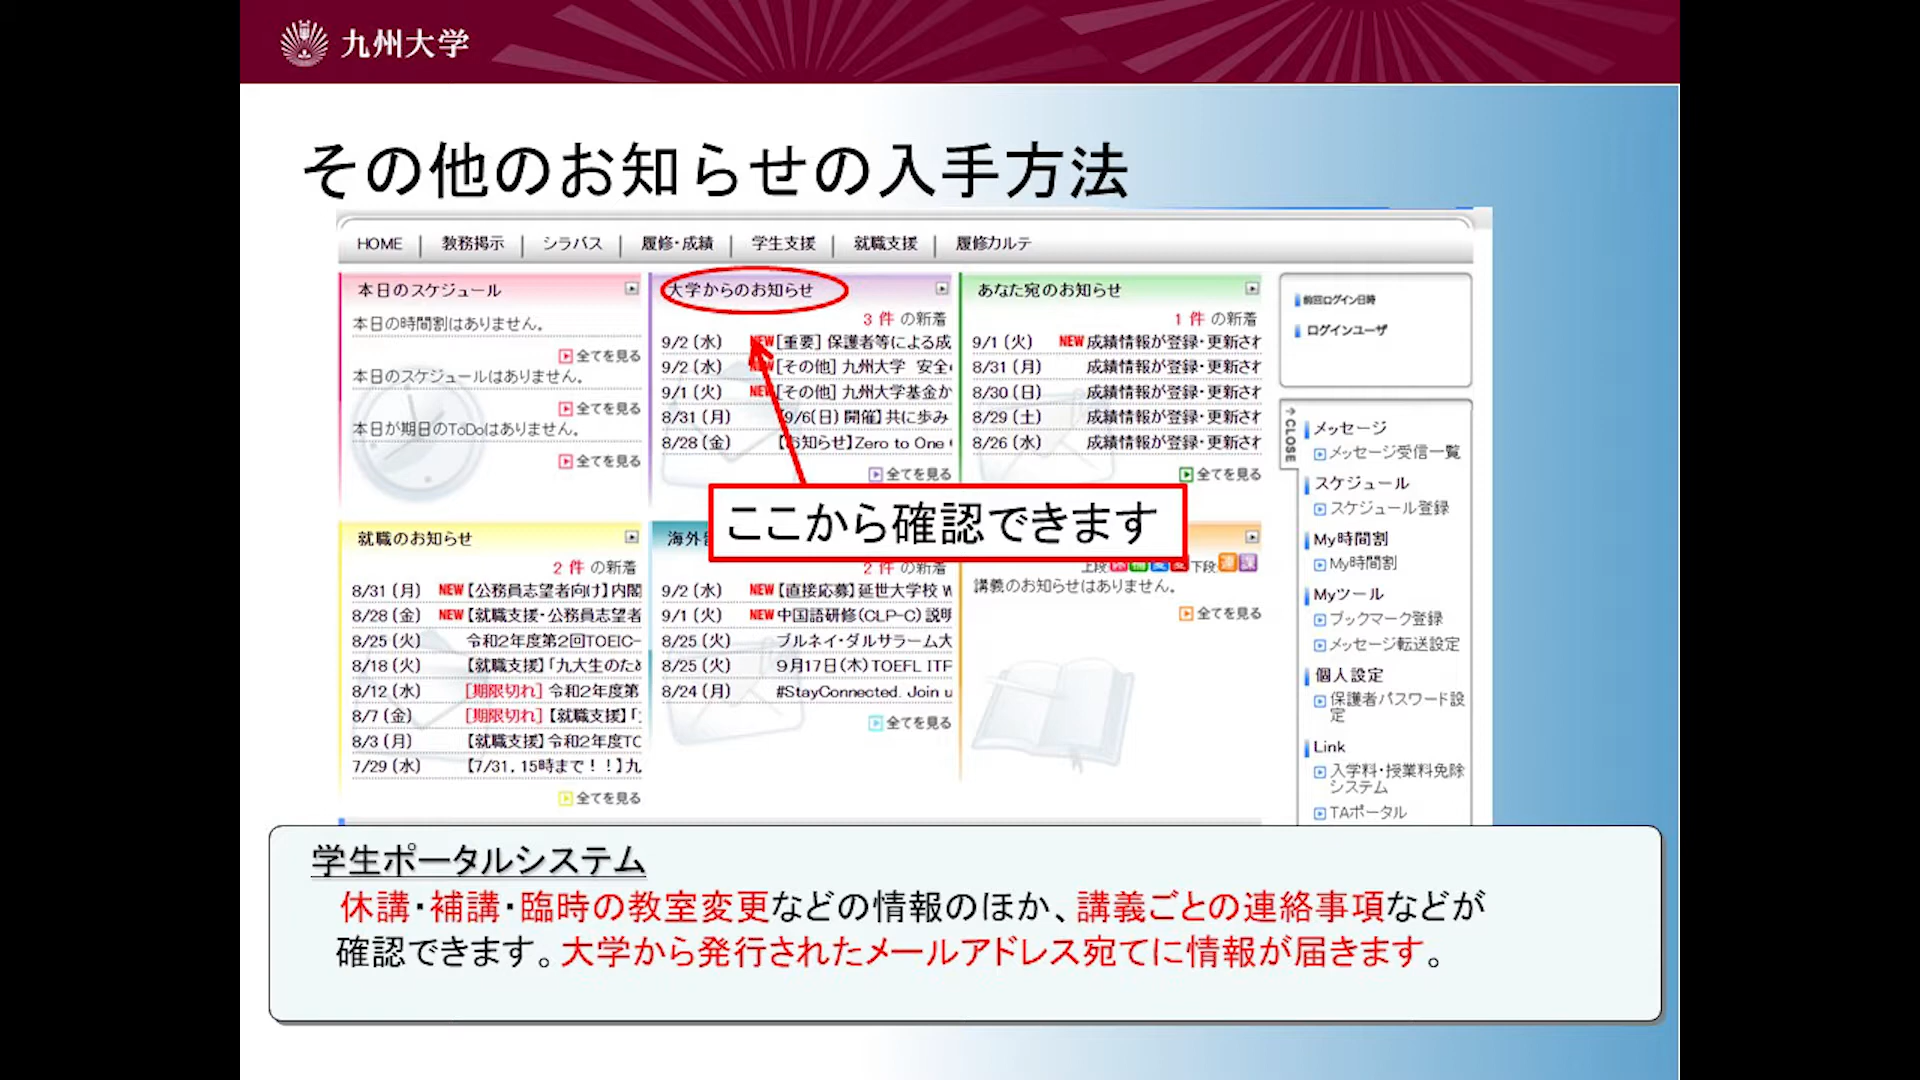 九州大学
その他のお知らせの入手方法
HOME | 教務掲示 | シラバス | 履修・成績 | 学生支援 | 就職支援 | 履修カルテ
本日のスケジュール
本日の時間割はありません。
全てを見る
本日のスケジュールはありません。
全てを見る
本日が期日のToDoはありません。
全てを見る
大学からのお知らせ
3 件 の新着
9/2 (水) NEW [重要] 保護者等による成
9/2 (水) NEW [その他] 九州大学 安全
9/1 (火) NEW [その他] 九州大学基金か
8/31 (月) 【9/6(日) 開催】共に歩み
8/28 (金) 【お知らせ】Zero to One
全てを見る
あなた宛のお知らせ
1 件 の新着
9/1 (火) NEW 成績情報が登録・更新され
8/31 (月) 成績情報が登録・更新され
8/30 (日) 成績情報が登録・更新され
8/29 (土) 成績情報が登録・更新され
8/26 (水) 成績情報が登録・更新され
全てを見る
ここから確認できます
就職のお知らせ
2 件 の新着
8/31 (月) NEW 【公務員志望者向け】内閣
8/28 (金) NEW 【就職支援・公務員志望者
8/25 (火) 令和2年度第2回TOEIC-
8/18 (火) 【就職支援】「九大生のため
8/12 (水) [期限切れ] 令和2年度第
8/7 (金) [期限切れ] 【就職支援】「
8/3 (月) 【就職支援】令和2年度TO
7/29 (水) 【7/31, 15時まで！！】九
全てを見る
海外
2 件 の新着
9/2 (水) NEW 【直接応募】延世大学校 W
9/1 (火) NEW 中国語研修(CLP-C) 説明
8/25 (火) ブルネイ・ダルサラーム大
8/25 (火) 9月17日(木)TOEFL ITP
8/24 (月) #StayConnected. Join u
全てを見る
上段 下段 連 課
講義のお知らせはありません。
全てを見る
前回ログイン日時
ログインユーザ
CLOSE
メッセージ
メッセージ受信一覧
スケジュール
スケジュール登録
My時間割
My時間割
Myツール
ブックマーク登録
メッセージ転送設定
個人設定
保護者パスワード設
定
Link
入学料・授業料免除
システム
TAポータル
学生ポータルシステム
休講・補講・臨時の教室変更などの情報のほか、講義ごとの連絡事項などが
確認できます。大学から発行されたメールアドレス宛てに情報が届きます。